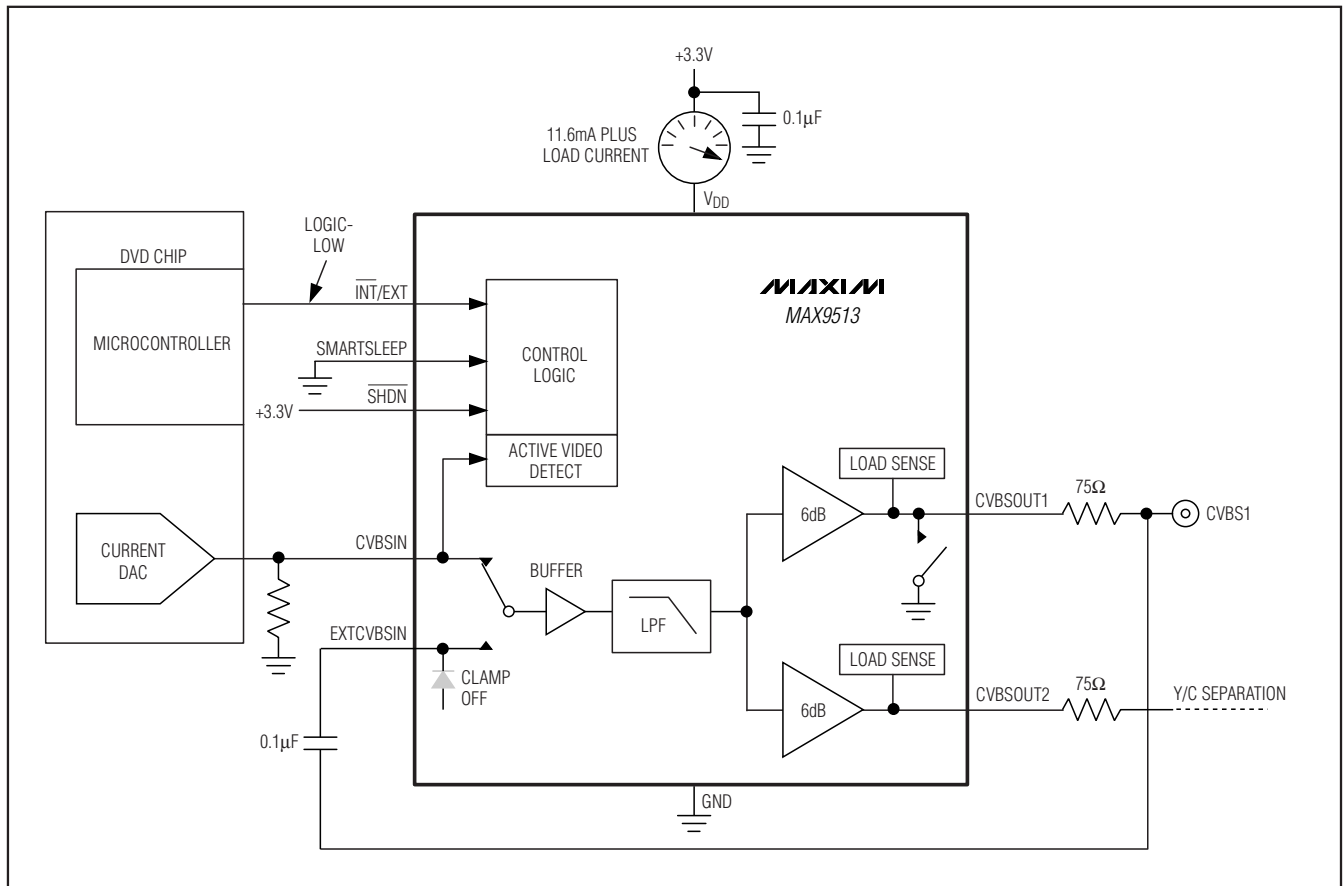 +3.3V
0.1µF
11.6mA PLUS
LOAD CURRENT
VDD
LOGIC-
LOW
DVD CHIP
MICROCONTROLLER
INT/EXT
SMARTSLEEP
SHDN
+3.3V
CONTROL
LOGIC
ACTIVE VIDEO
DETECT
MAXIM
MAX9513
CURRENT
DAC
CVBSIN
BUFFER
LPF
EXTCVBSIN
CLAMP
OFF
0.1µF
6dB
LOAD SENSE
CVBSOUT1
75Ω
CVBS1
6dB
LOAD SENSE
CVBSOUT2
75Ω
Y/C SEPARATION
GND